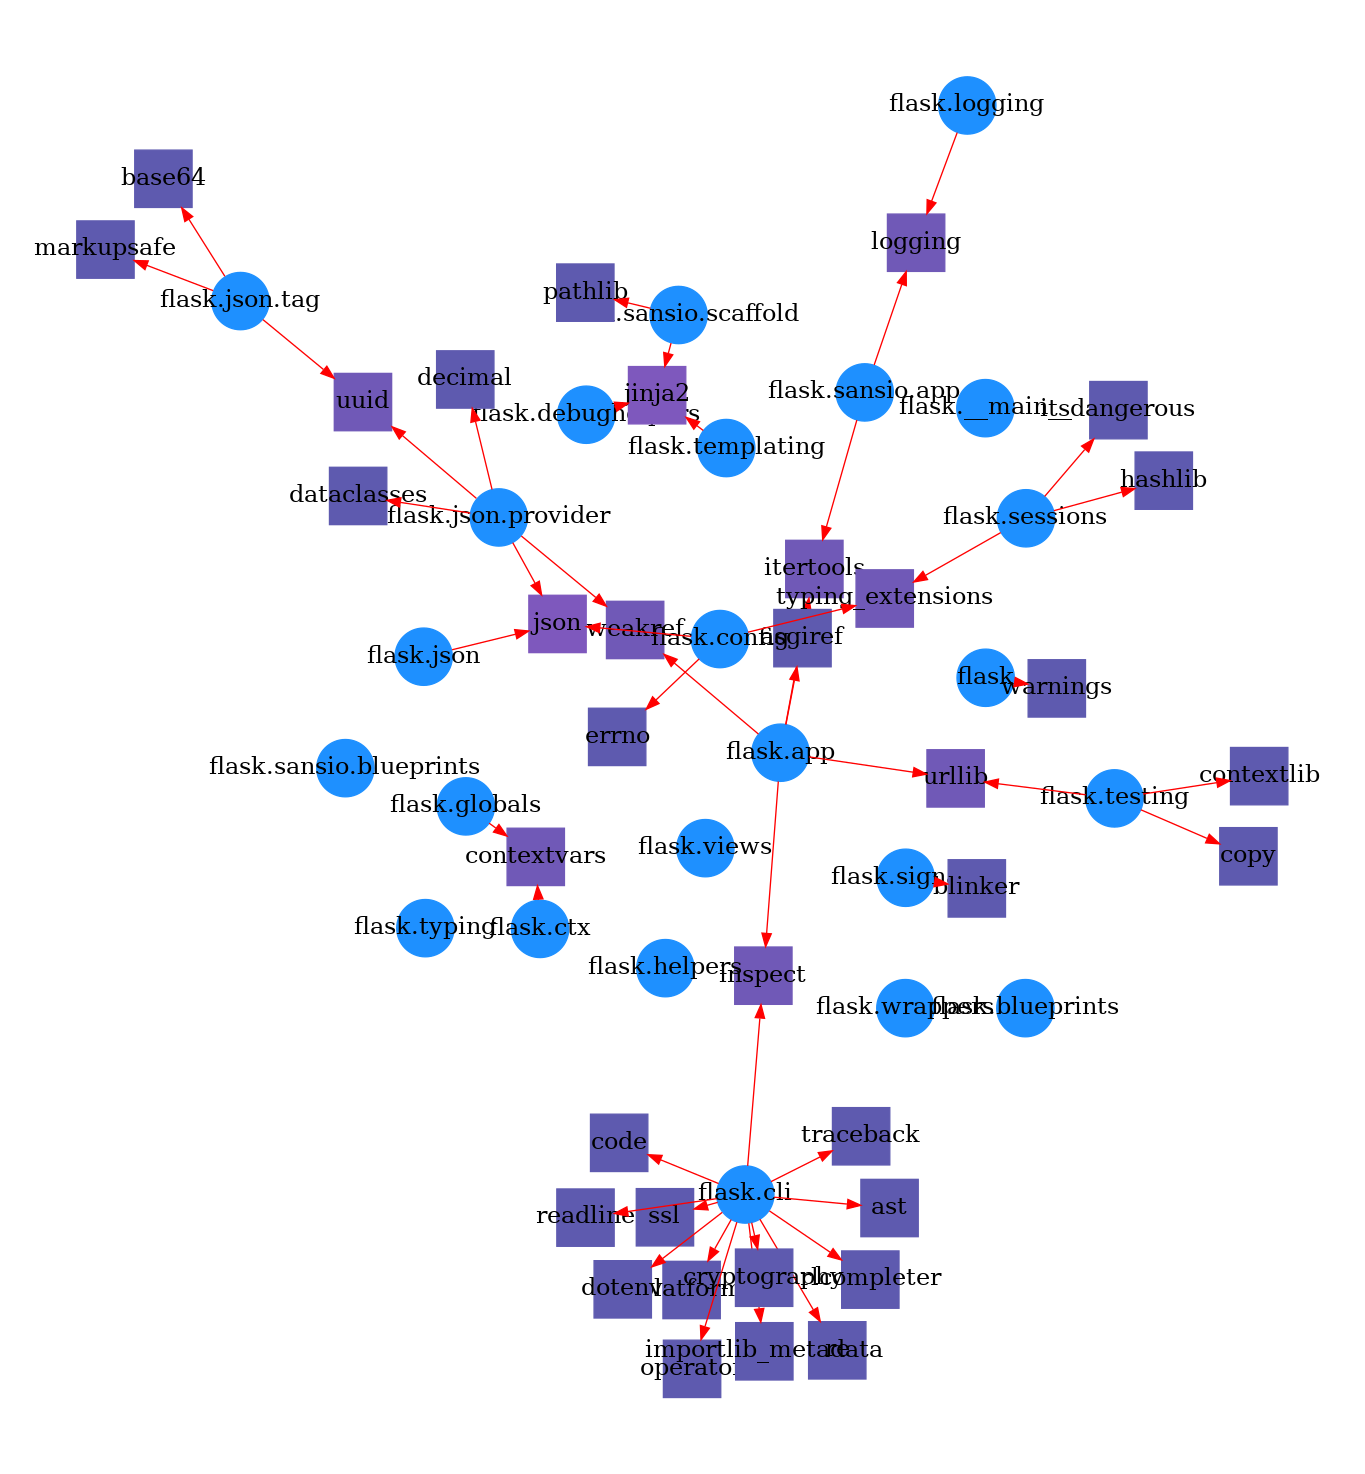 flask.logging
base64
logging
markupsafe
pathlib
flask.json.tag
.sansio.scaffold
decimal
flask.sansio.app
jinja2
uuid
flask.__main__
itsdangerous
flask.debughelpers
flask.templating
hashlib
dataclasses
flask.json.provider
flask.sessions
itertools
typing_extensions
json
weakref
flask.config
asgiref
flask.json
flask
warnings
errno
flask.app
flask.sansio.blueprints
urllib
contextlib
flask.globals
flask.testing
flask.views
contextvars
copy
flask.sign
blinker
flask.typing
flask.ctx
flask.helpers
inspect
flask.wrappers
flask.blueprints
code
traceback
flask.cli
readline
ssl
ast
dotenv
platform
cryptography
rlcompleter
importlib_metadata
re
operator